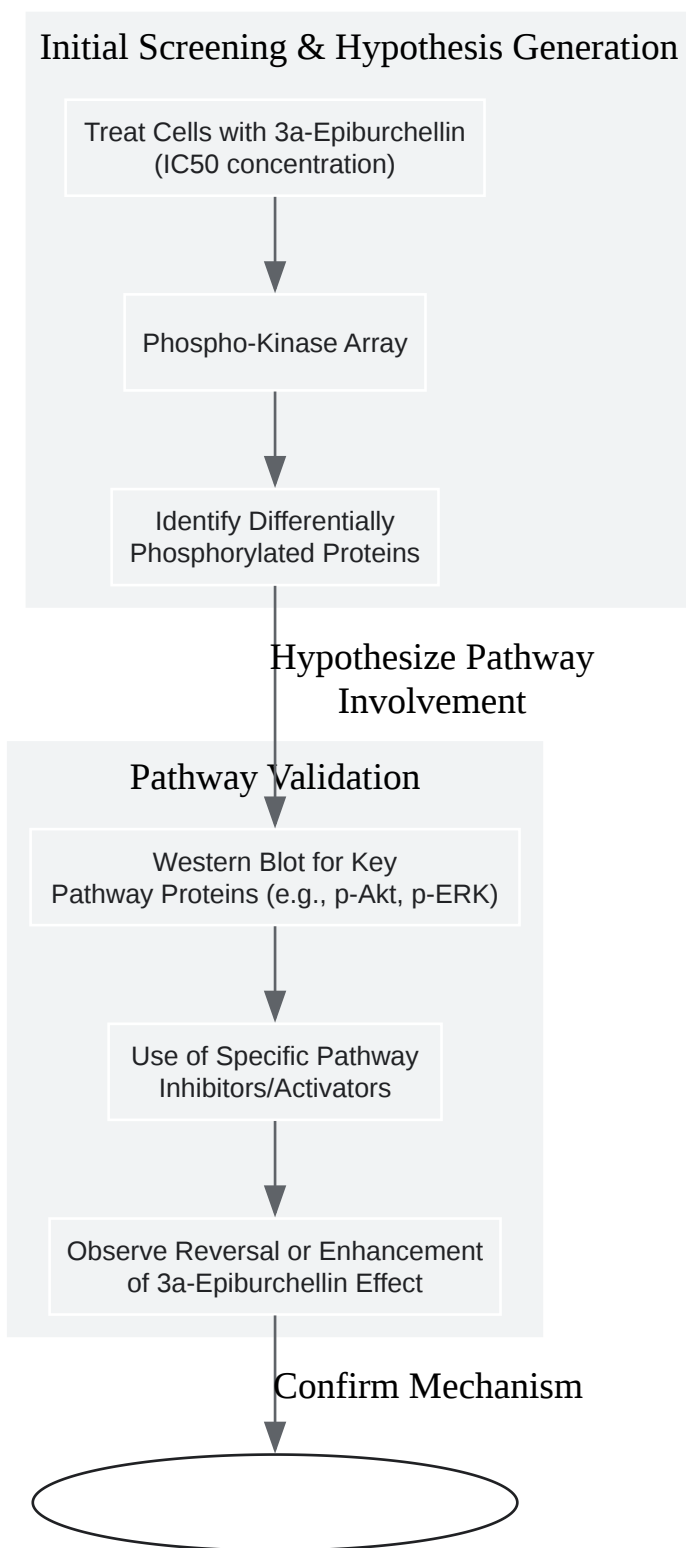 Initial Screening & Hypothesis Generation
Treat Cells with 3a-Epiburchellin
(IC50 concentration)
Phospho-Kinase Array
Identify Differentially
Phosphorylated Proteins
Hypothesize Pathway
Involvement
Pathway Validation
Western Blot for Key
Pathway Proteins (e.g., p-Akt, p-ERK)
Use of Specific Pathway
Inhibitors/Activators
Observe Reversal or Enhancement
of 3a-Epiburchellin Effect
Confirm Mechanism